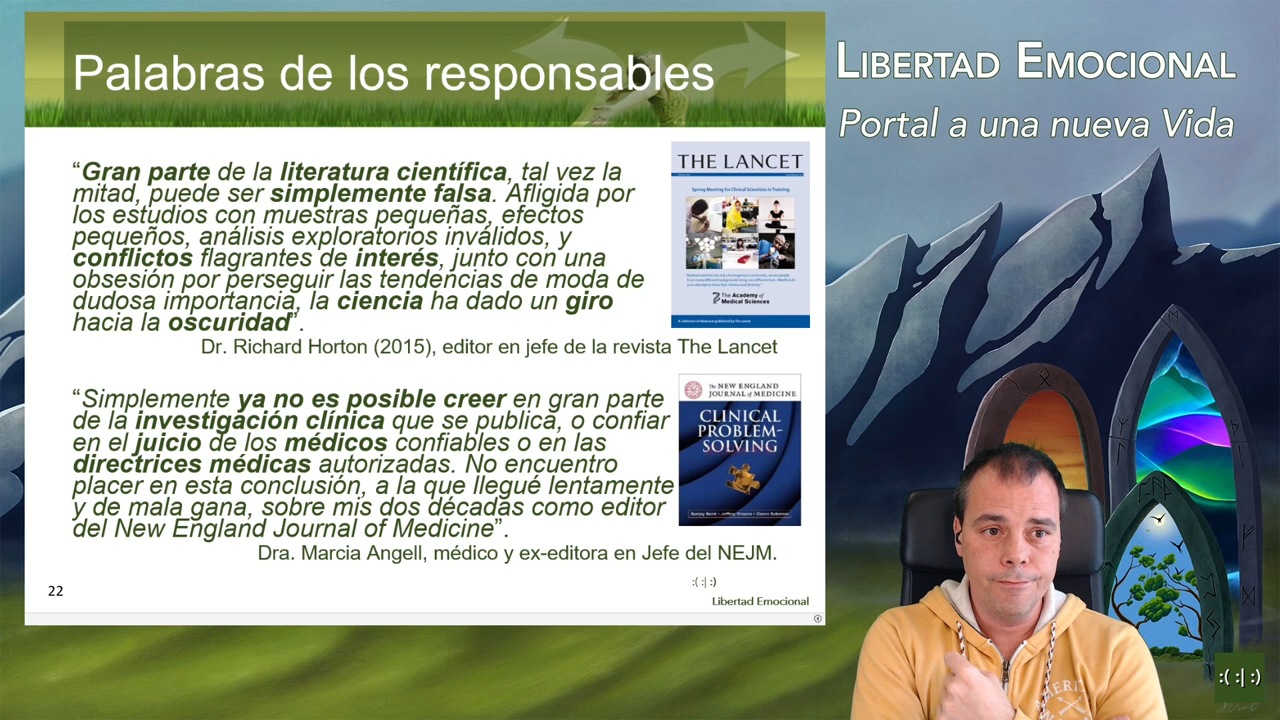 Palabras de los responsables
LIBERTAD EMOCIONAL
Portal a una nueva Vida
“Gran parte de la literatura científica, tal vez la
mitad, puede ser simplemente falsa. Afligida por
los estudios con muestras pequeñas, efectos
pequeños, análisis exploratorios inválidos, y
conflictos flagrantes de interés, junto con una
obsesión por perseguir las tendencias de moda de
dudosa importancia, la ciencia ha dado un giro
hacia la oscuridad”.
Dr. Richard Horton (2015), editor en jefe de la revista The Lancet
THE LANCET
Spring Meeting for Clinical Scientists in Training
The Academy of
Medical Sciences
“Simplemente ya no es posible creer en gran parte
de la investigación clínica que se publica, o confiar
en el juicio de los médicos confiables o en las
directrices médicas autorizadas. No encuentro
placer en esta conclusión, a la que llegué lentamente
y de mala gana, sobre mis dos décadas como editor
del New England Journal of Medicine”.
Dra. Marcia Angell, médico y ex-editora en Jefe del NEJM.
The NEW ENGLAND
JOURNAL of MEDICINE
CLINICAL
PROBLEM-
SOLVING
22
:( :| :)
Libertad Emocional
:( :| :)